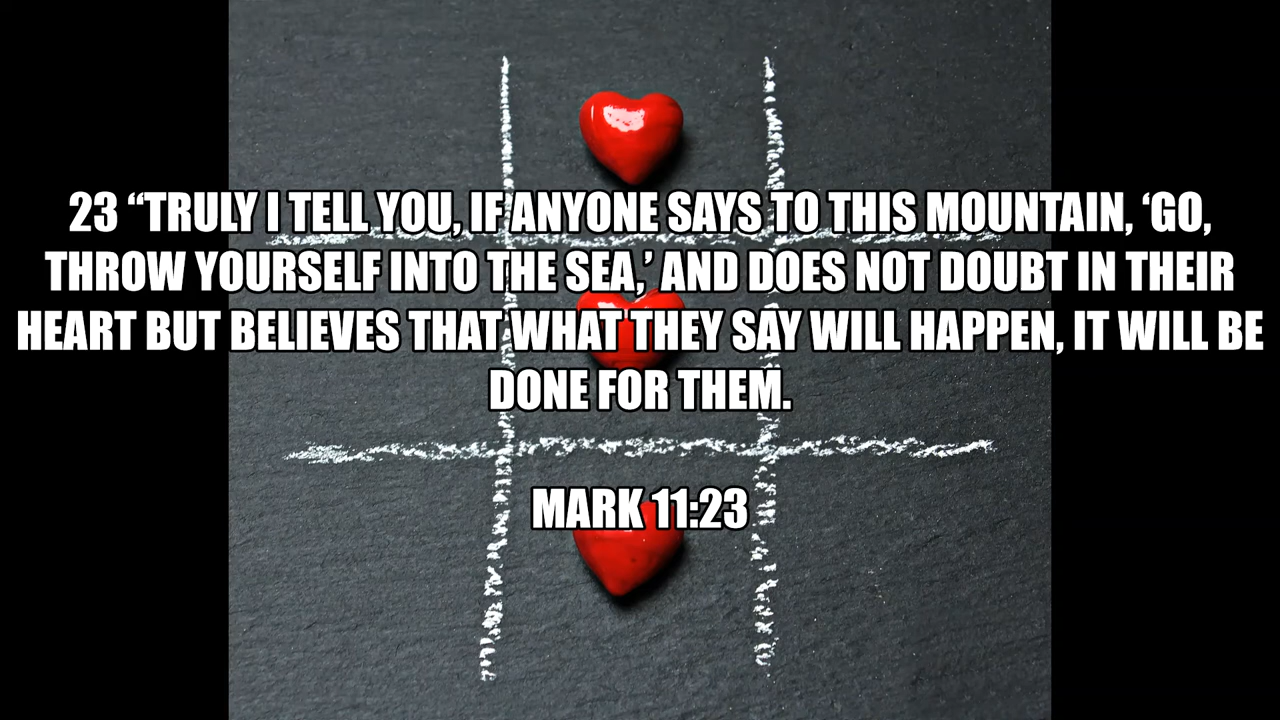 23 “TRULY I TELL YOU, IF ANYONE SAYS TO THIS MOUNTAIN, ‘GO,
THROW YOURSELF INTO THE SEA,’ AND DOES NOT DOUBT IN THEIR
HEART BUT BELIEVES THAT WHAT THEY SAY WILL HAPPEN, IT WILL BE
DONE FOR THEM.
MARK 11:23